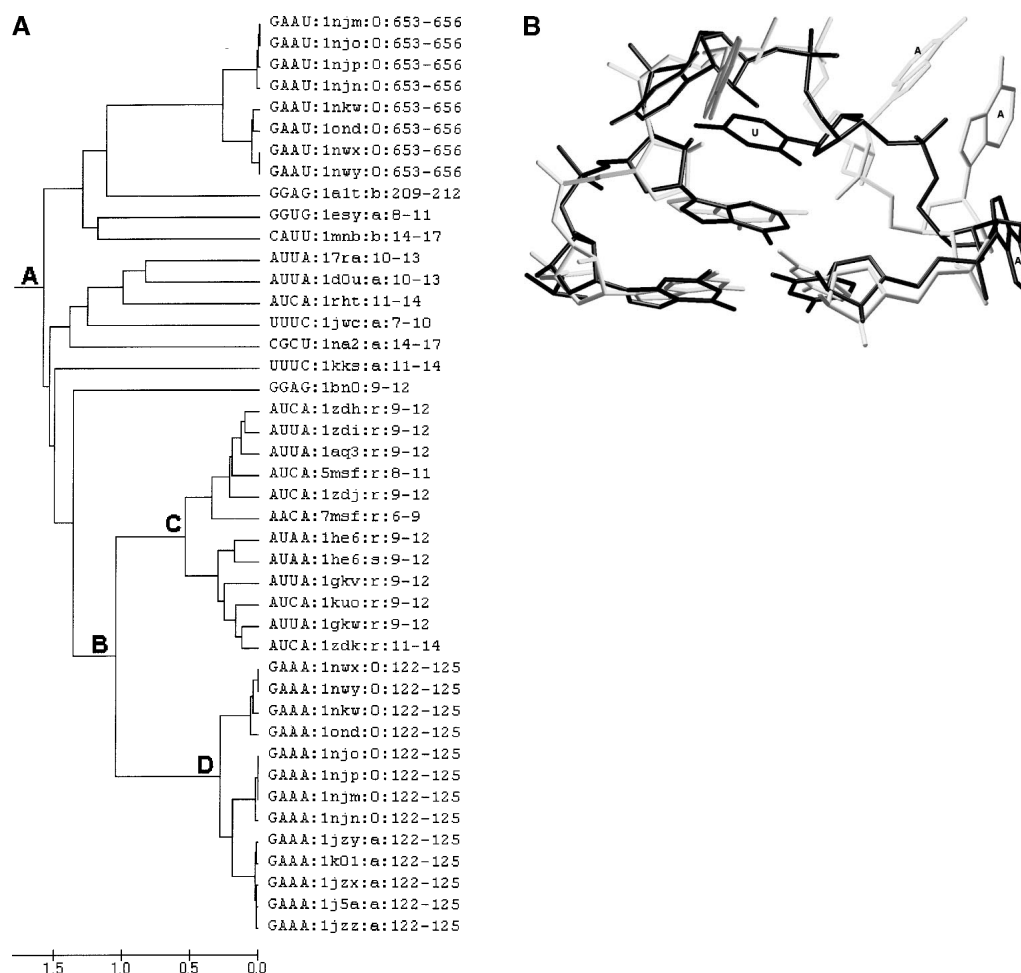 A
GAAU:1njm:0:653-656
GAAU:1njo:0:653-656
GAAU:1njp:0:653-656
GAAU:1njn:0:653-656
GAAU:1nkw:0:653-656
GAAU:1ond:0:653-656
GAAU:1nwx:0:653-656
GAAU:1nwy:0:653-656
GGAG:1a1t:b:209-212
GGUG:1esy:a:8-11
CAUU:1mnb:b:14-17
A
AUUA:17ra:10-13
AUUA:1d0u:a:10-13
AUCA:1rht:11-14
UUUC:1jwc:a:7-10
CGCU:1na2:a:14-17
UUUC:1kks:a:11-14
GGAG:1bn0:9-12
AUCA:1zdh:r:9-12
AUUA:1zdi:r:9-12
AUUA:1aq3:r:9-12
AUCA:5msf:r:8-11
AUCA:1zdj:r:9-12
AACA:7msf:r:6-9
C
AUAA:1he6:r:9-12
AUAA:1he6:s:9-12
AUUA:1gkv:r:9-12
AUCA:1kuo:r:9-12
AUUA:1gkw:r:9-12
B
AUCA:1zdk:r:11-14
GAAA:1nwx:0:122-125
GAAA:1nwy:0:122-125
GAAA:1nkw:0:122-125
GAAA:1ond:0:122-125
GAAA:1njo:0:122-125
D
GAAA:1njp:0:122-125
GAAA:1njm:0:122-125
GAAA:1njn:0:122-125
GAAA:1jzy:a:122-125
GAAA:1k01:a:122-125
GAAA:1jzx:a:122-125
GAAA:1j5a:a:122-125
GAAA:1jzz:a:122-125
1.5 1.0 0.5 0.0
B
A
A
U
A